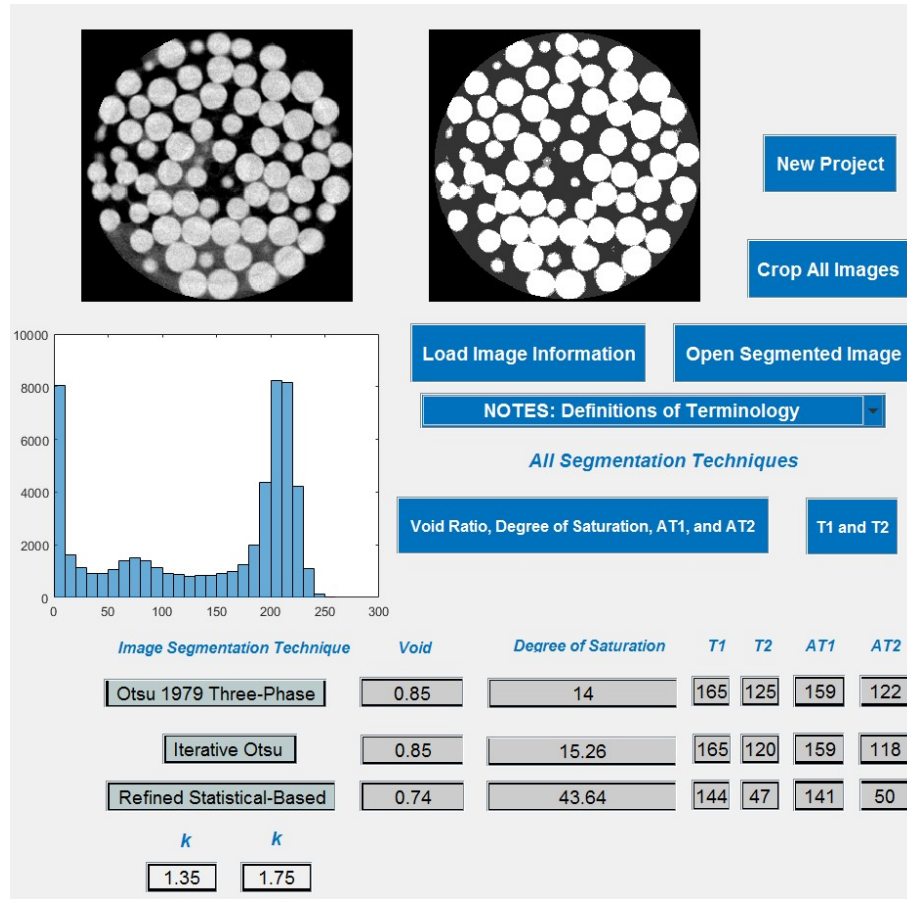 New Project
Crop All Images
Load Image Information
Open Segmented Image
NOTES: Definitions of Terminology
All Segmentation Techniques
Void Ratio, Degree of Saturation, AT1, and AT2
T1 and T2
10000
8000
6000
4000
2000
0
0 50 100 150 200 250 300
Image Segmentation Technique Void Degree of Saturation T1 T2 AT1 AT2
Otsu 1979 Three-Phase 0.85 14 165 125 159 122
Iterative Otsu 0.85 15.26 165 120 159 118
Refined Statistical-Based 0.74 43.64 144 47 141 50
k k
1.35 1.75